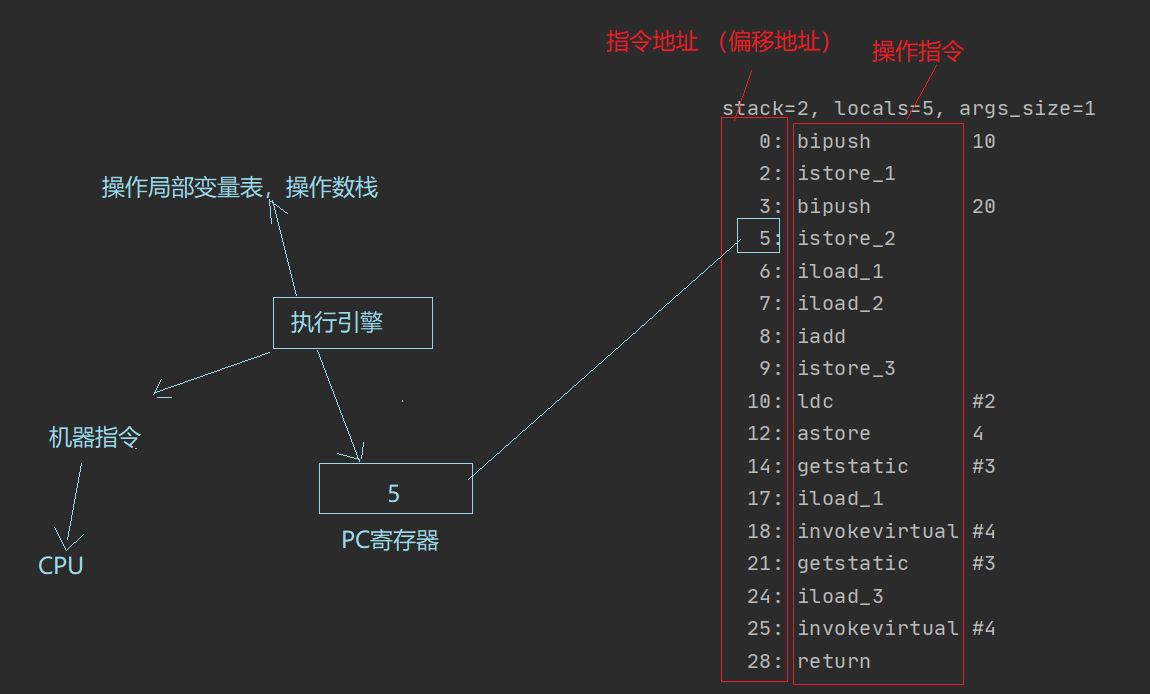 指令地址 （偏移地址）
操作指令
stack=2, locals=5, args_size=1
0: bipush 10
2: istore_1
3: bipush 20
5: istore_2
6: iload_1
7: iload_2
8: iadd
9: istore_3
10: ldc #2
12: astore 4
14: getstatic #3
17: iload_1
18: invokevirtual #4
21: getstatic #3
24: iload_3
25: invokevirtual #4
28: return
操作局部变量表，操作数栈
执行引擎
机器指令
CPU
5
PC寄存器